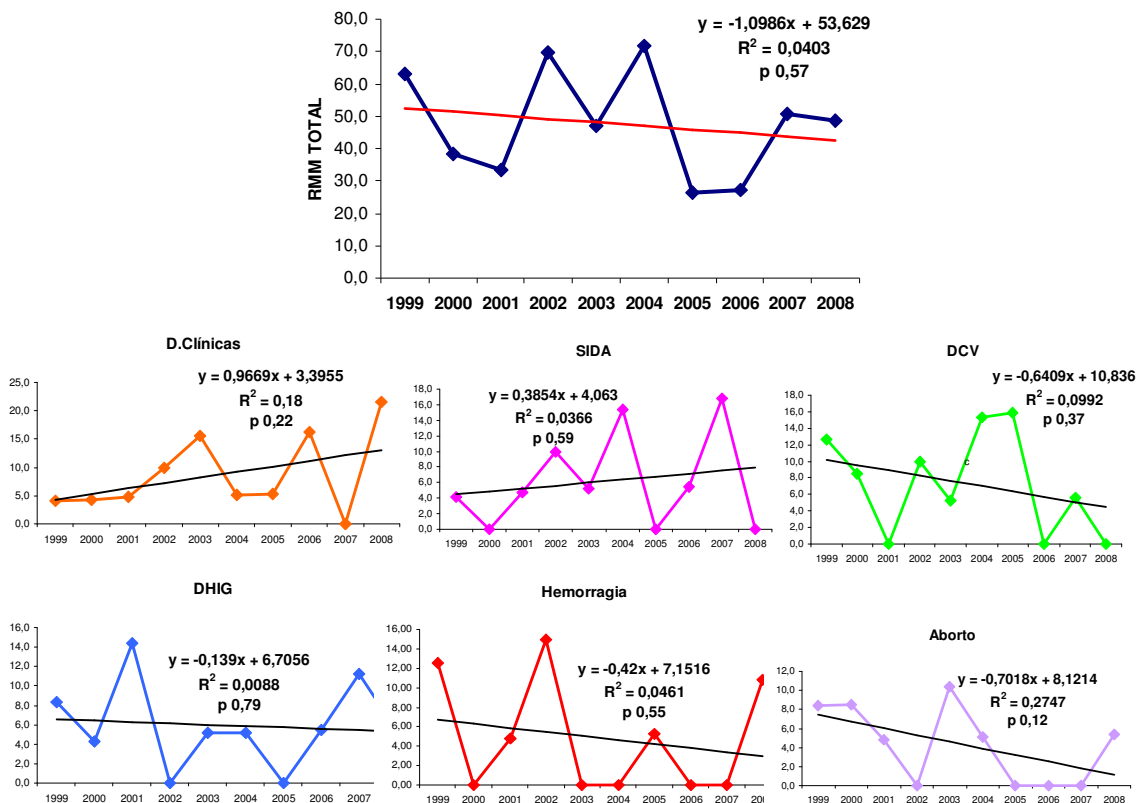 y = -1,0986x + 53,629
R² = 0,0403
p 0,57
RMM TOTAL
80,0
70,0
60,0
50,0
40,0
30,0
20,0
10,0
0,0
1999 2000 2001 2002 2003 2004 2005 2006 2007 2008
D.Clínicas
y = 0,9669x + 3,3955
R² = 0,18
p 0,22
25,0
20,0
15,0
10,0
5,0
0,0
1999 2000 2001 2002 2003 2004 2005 2006 2007 2008
SIDA
y = 0,3854x + 4,063
R² = 0,0366
p 0,59
18,0
16,0
14,0
12,0
10,0
8,0
6,0
4,0
2,0
0,0
1999 2000 2001 2002 2003 2004 2005 2006 2007 2008
DCV
y = -0,6409x + 10,836
R² = 0,0992
p 0,37
18,0
16,0
14,0
12,0
10,0
8,0
6,0
4,0
2,0
0,0
c
1999 2000 2001 2002 2003 2004 2005 2006 2007 2008
DHIG
y = -0,139x + 6,7056
R² = 0,0088
p 0,79
16,0
14,0
12,0
10,0
8,0
6,0
4,0
2,0
0,0
1999 2000 2001 2002 2003 2004 2005 2006 2007
Hemorragia
y = -0,42x + 7,1516
R² = 0,0461
p 0,55
16,00
14,00
12,00
10,00
8,00
6,00
4,00
2,00
0,00
1999 2000 2001 2002 2003 2004 2005 2006 2007 200
Aborto
y = -0,7018x + 8,1214
R² = 0,2747
p 0,12
12,0
10,0
8,0
6,0
4,0
2,0
0,0
1999 2000 2001 2002 2003 2004 2005 2006 2007 2008